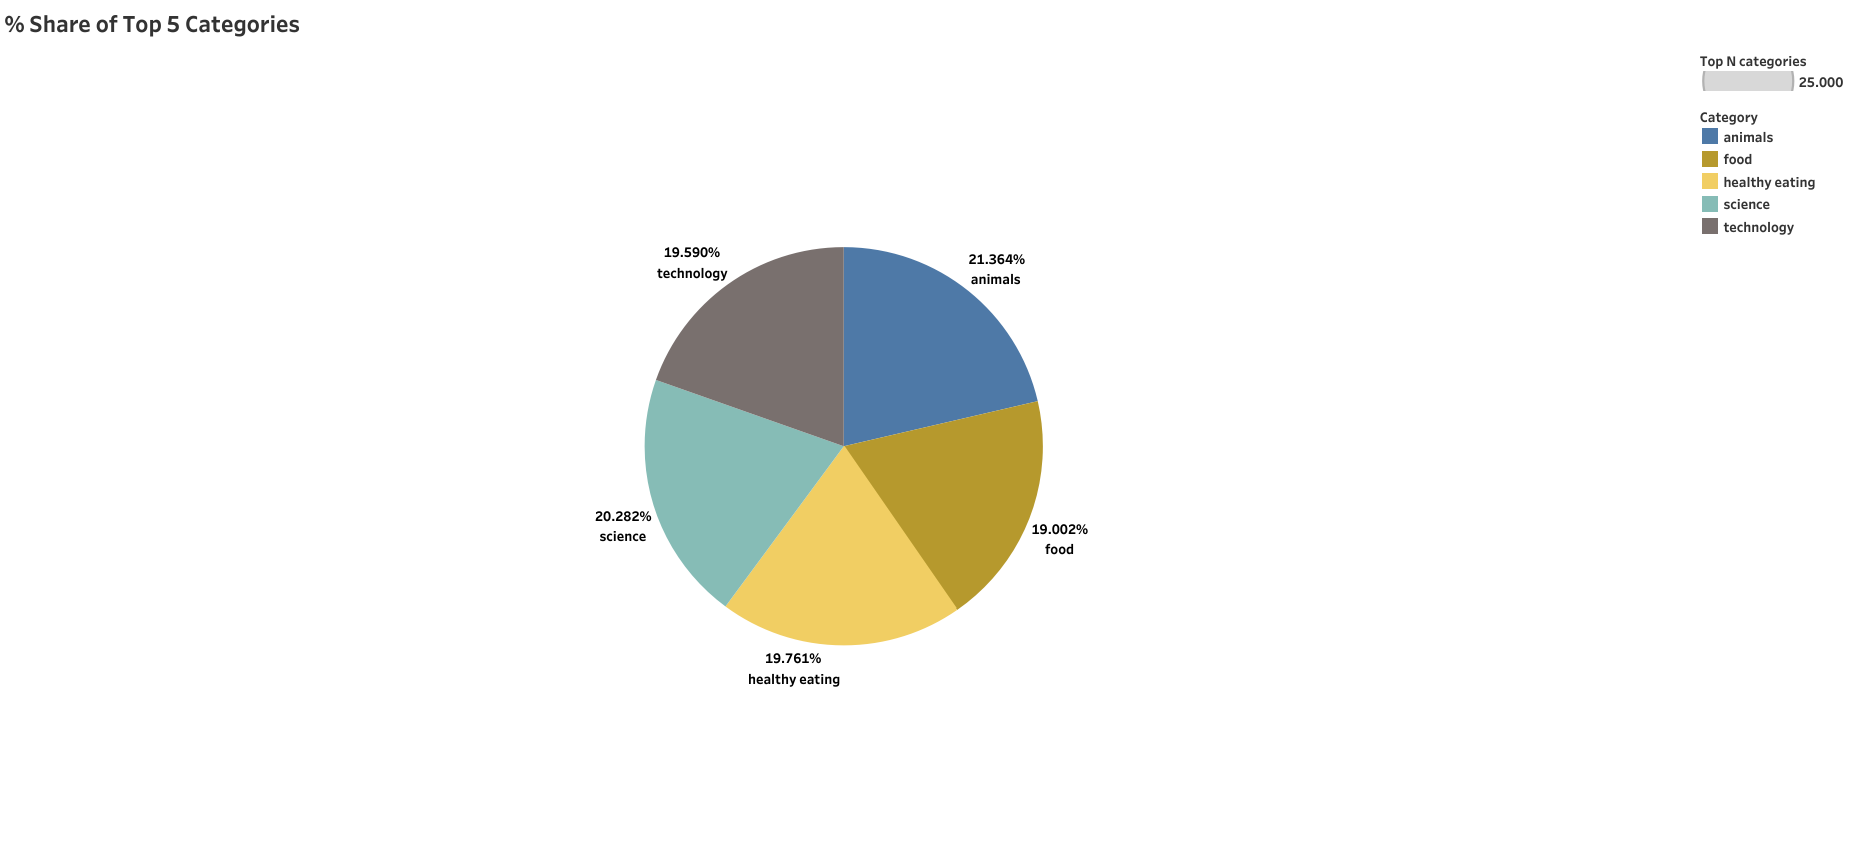 % Share of Top 5 Categories
Top N categories
25.000
Category
animals
food
healthy eating
science
technology
19.590%
technology
21.364%
animals
20.282%
science
19.002%
food
19.761%
healthy eating